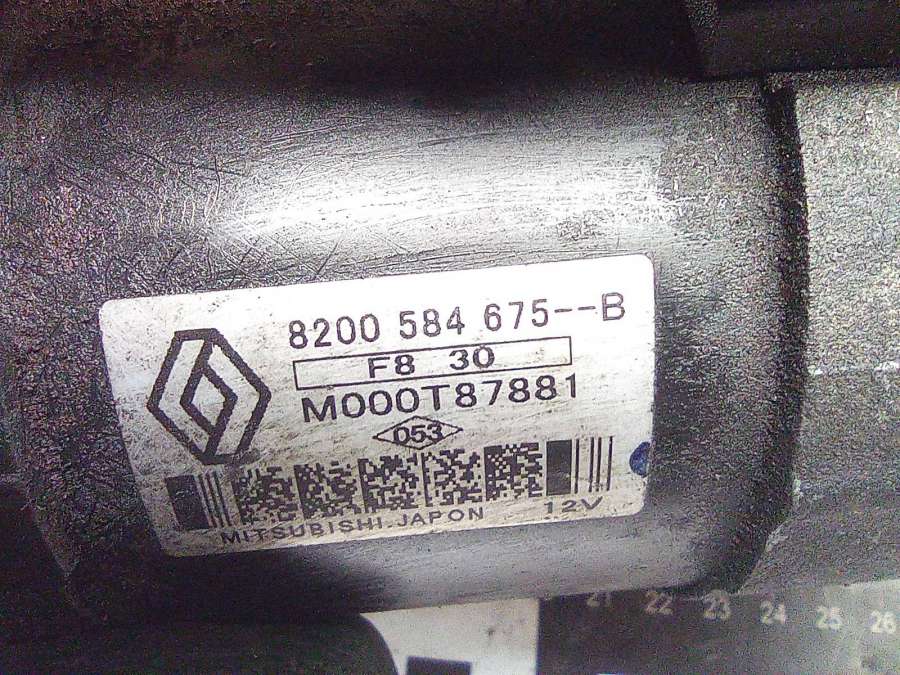 8200 584 675--B
F8 30
M000T87881
053
MITSUBISHI.JAPON 12V
21 22 23 24 25 26